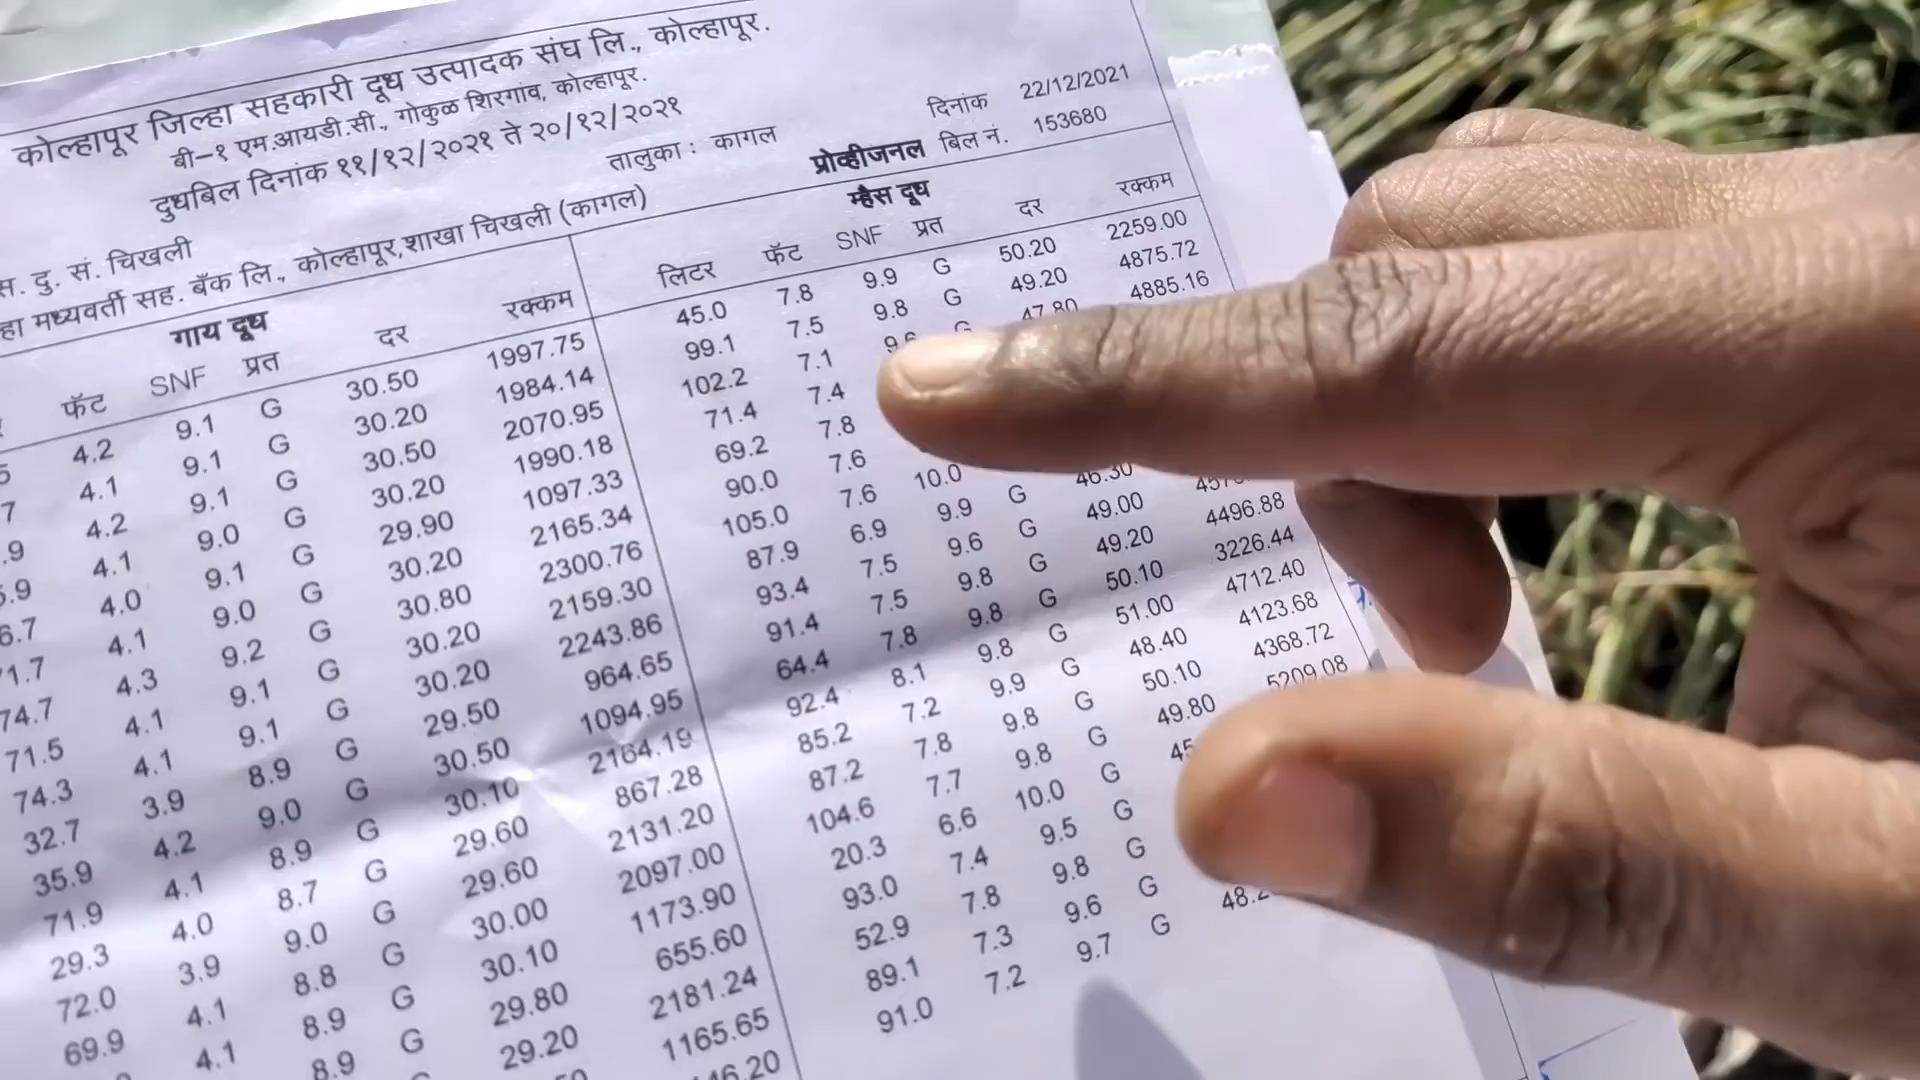 कोल्हापूर जिल्हा सहकारी दूध उत्पादक संघ लि., कोल्हापूर.
बी-१ एम.आयडी.सी., गोकुळ शिरगांव, कोल्हापूर.
दुधबिल दिनांक ११/१२/२०२१ ते २०/१२/२०२१
दिनांक 22/12/2021
तालुका : कागल
प्रोव्हीजनल बिल नं. 153680
स. दु. सं. चिखली
हा मध्यवर्ती सह. बँक लि., कोल्हापूर,शाखा चिखली (कागल)
गाय दूध
फॅट SNF प्रत दर रक्कम
4.2 9.1 G 30.50 1997.75
4.1 9.1 G 30.20 1984.14
4.2 9.1 G 30.50 2070.95
4.1 9.0 G 30.20 1990.18
4.0 9.1 G 29.90 1097.33
71.7 4.1 9.0 G 30.20 2165.34
74.7 4.3 9.2 G 30.80 2300.76
71.5 4.1 9.1 G 30.20 2159.30
74.3 4.1 9.1 G 30.20 2243.86
32.7 3.9 8.9 G 29.50 964.65
35.9 4.2 9.0 G 30.50 1094.95
71.9 4.1 8.9 G 30.10 2164.19
29.3 4.0 8.7 G 29.60 867.28
72.0 3.9 9.0 G 29.60 2131.20
69.9 4.1 8.8 G 30.00 2097.00
4.1 8.9 G 30.10 1173.90
8.9 G 29.80 655.60
29.20 2181.24
1165.65
म्हैस दूध
लिटर फॅट SNF प्रत दर रक्कम
45.0 7.8 9.9 G 50.20 2259.00
99.1 7.5 9.8 G 49.20 4875.72
102.2 7.1 9.6 G 47.80 4885.16
71.4 7.4
69.2 7.8
90.0 7.6
105.0 7.6 10.0
87.9 6.9 9.9 G 46.30
93.4 7.5 9.6 G 49.00 4496.88
91.4 7.5 9.8 G 49.20 3226.44
64.4 7.8 9.8 G 50.10 4712.40
92.4 8.1 9.8 G 51.00 4123.68
85.2 7.2 9.9 G 48.40 4368.72
87.2 7.8 9.8 G 50.10 5209.08
104.6 7.7 9.8 G 49.80
20.3 6.6 10.0 G
93.0 7.4 9.5 G
52.9 7.8 9.8 G
89.1 7.3 9.6 G
91.0 7.2 9.7 G